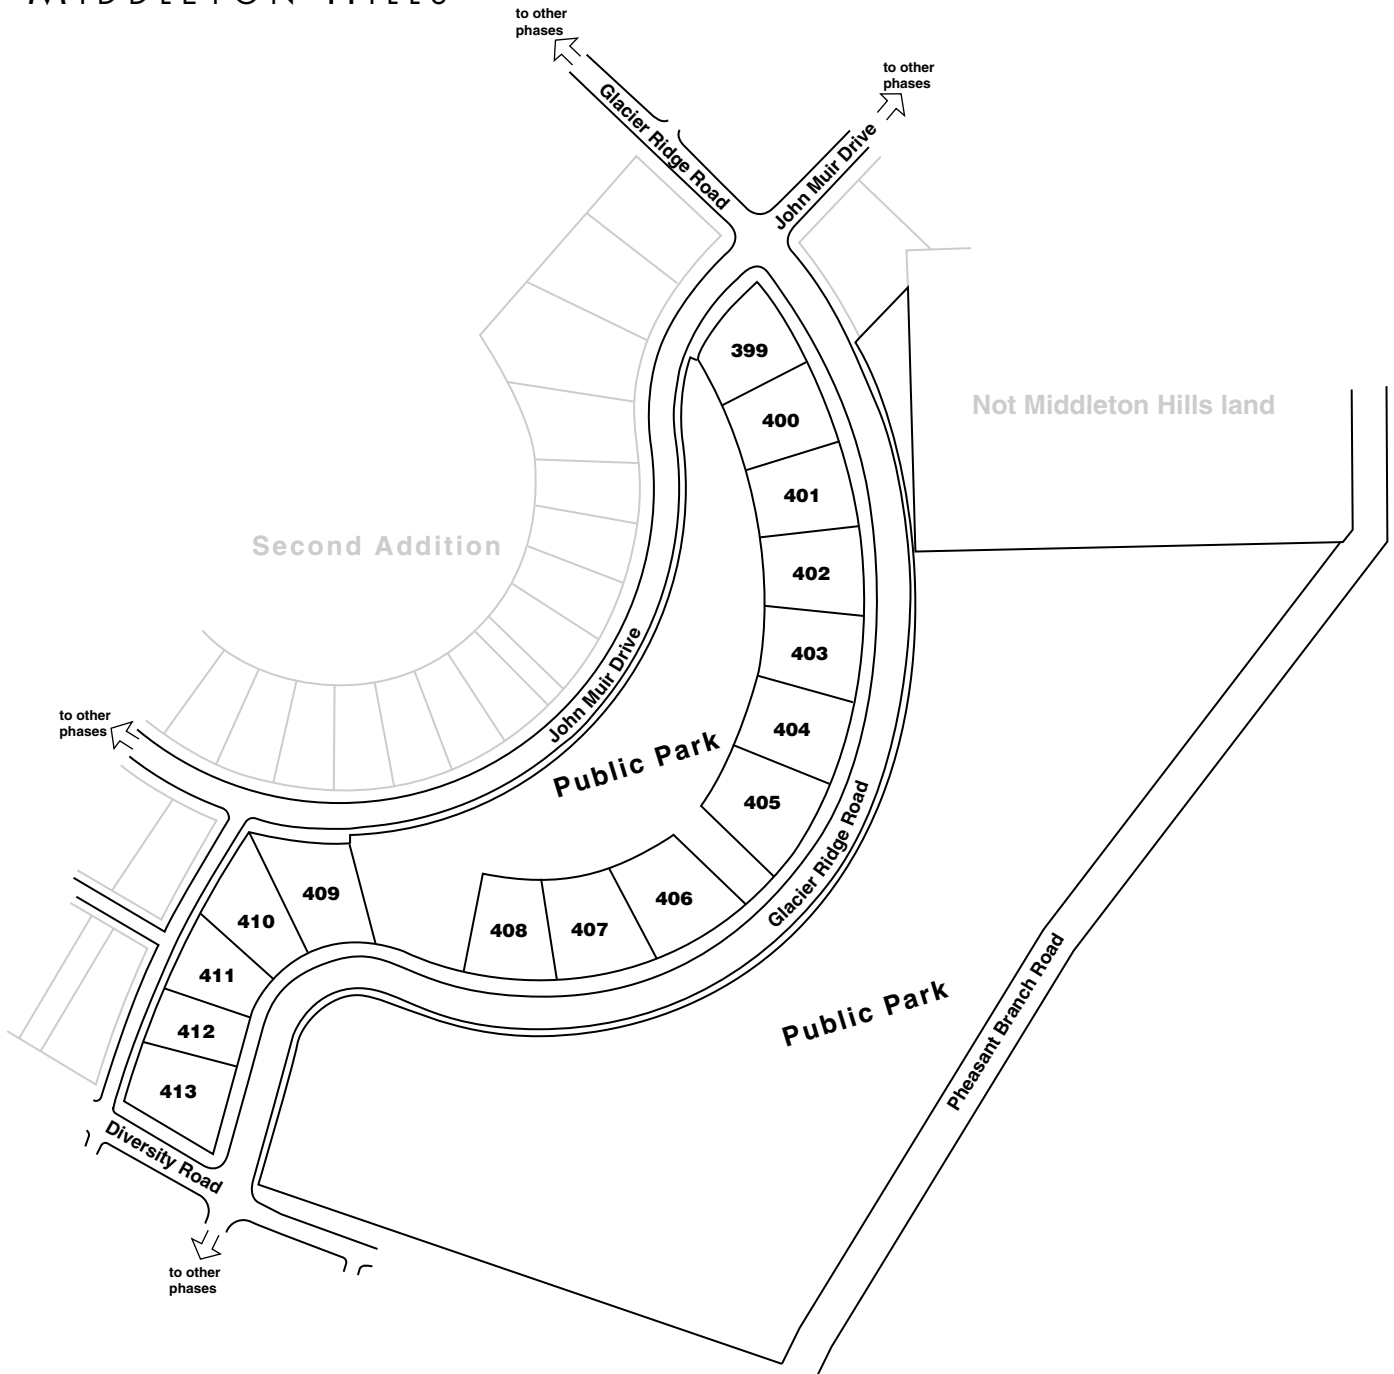 MIDDLETON HILLS
to other
phases
to other
phases
Glacier Ridge Road
John Muir Drive
399
400
Not Middleton Hills land
401
Second Addition
402
403
John Muir Drive
to other
phases
404
Public Park
405
Glacier Ridge Road
409
406
410
408
407
411
Public Park
Pheasant Branch Road
412
413
Diversity Road
to other
phases